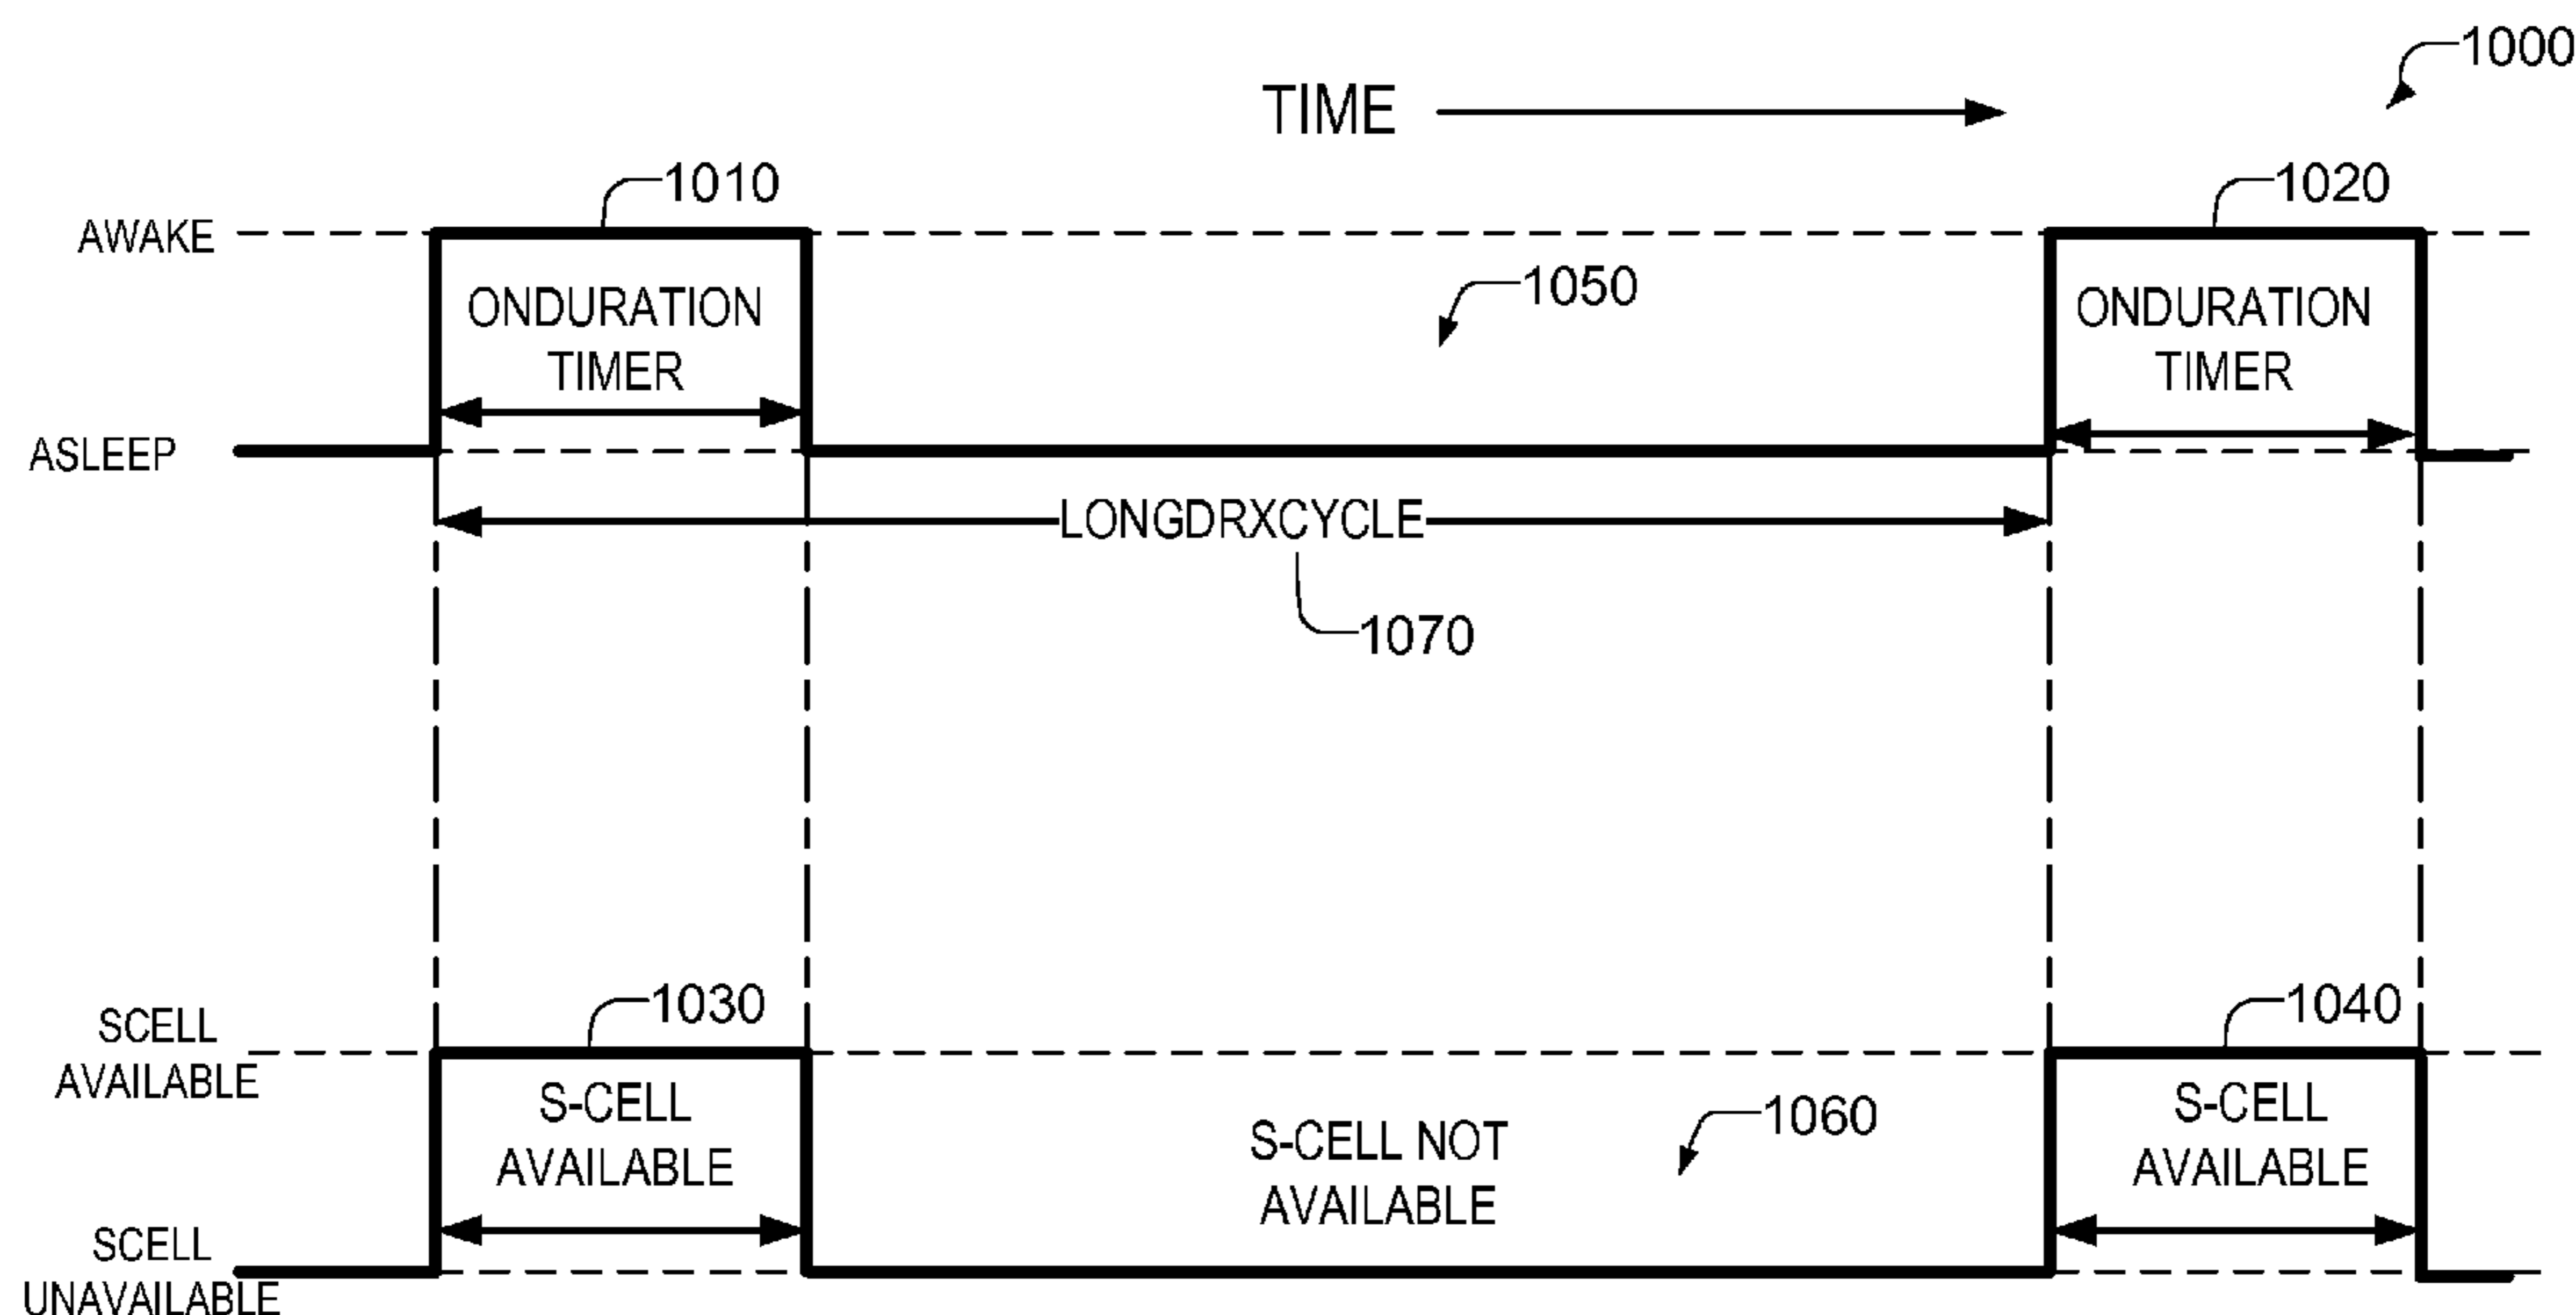 1000
TIME
1010
1020
AWAKE
1050
ONDURATION
TIMER
ONDURATION
TIMER
ASLEEP
LONGDRXCYCLE
1070
1030
1040
SCELL
AVAILABLE
S-CELL
AVAILABLE
1060
S-CELL NOT
AVAILABLE
S-CELL
AVAILABLE
SCELL
UNAVAILABLE